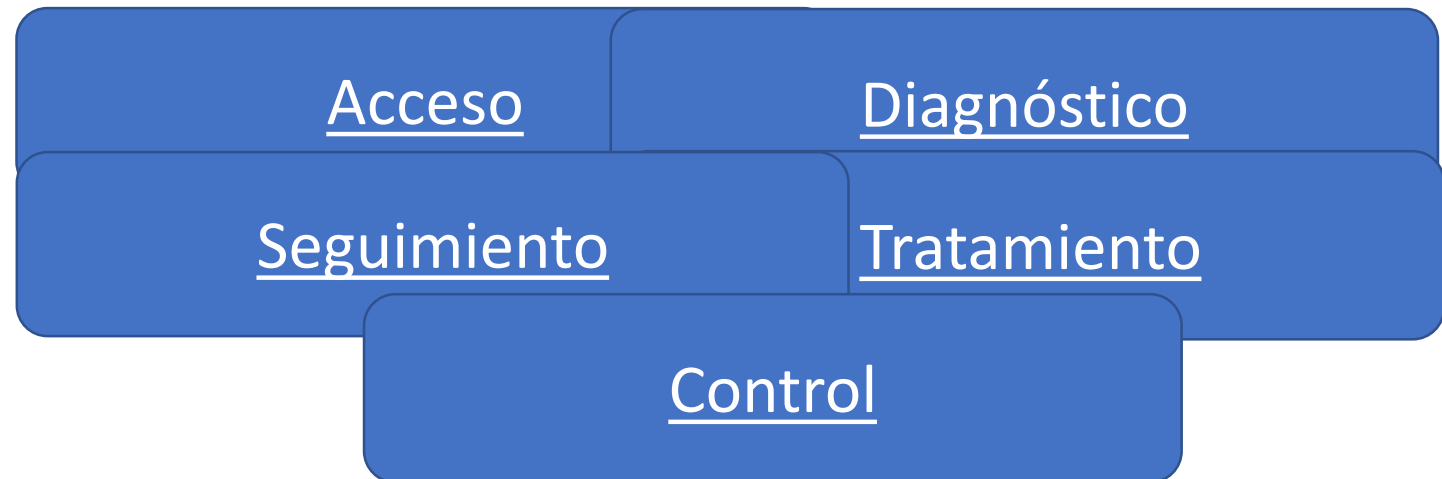 Acceso
Diagnóstico
Seguimiento
Tratamiento
Control